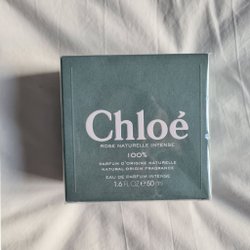 Chloé
ROSE NATURELLE INTENSE
100%
PARFUM D'ORIGINE NATURELLE
NATURAL ORIGIN FRAGRANCE
EAU DE PARFUM INTENSE
1.6 FL OZ 50 ml